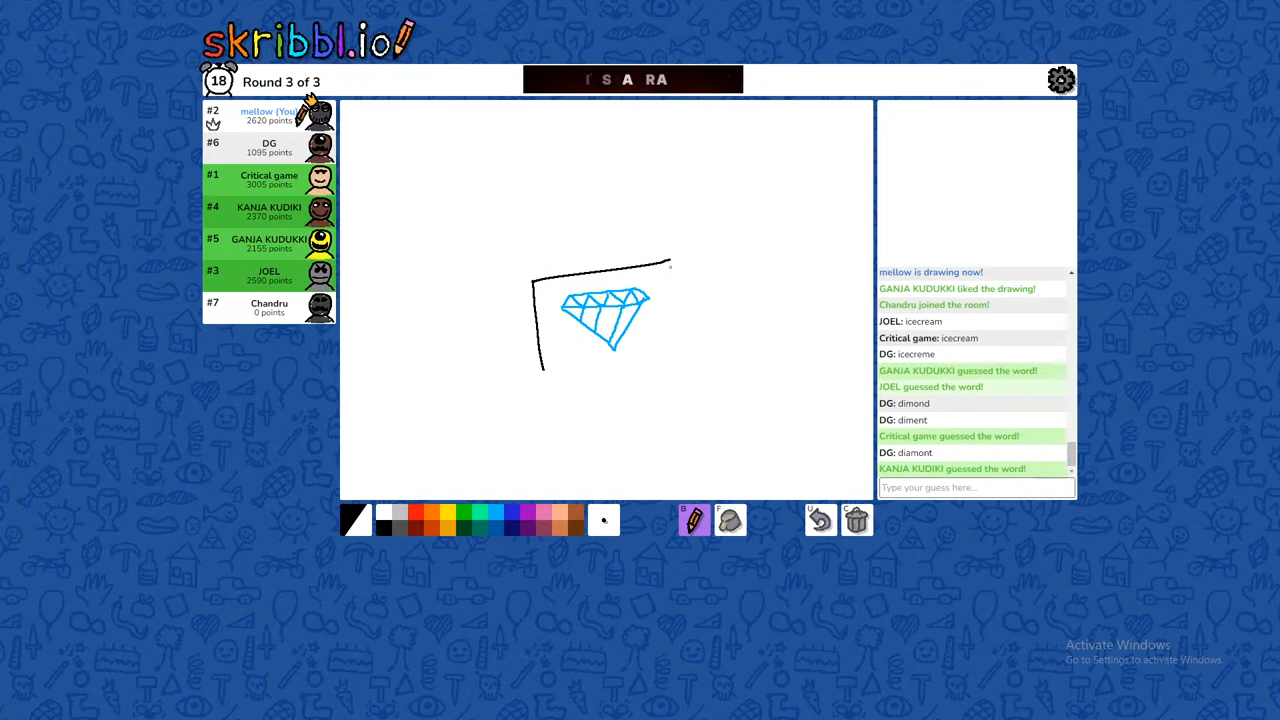 skribbl.io
18
Round 3 of 3
I' S A RA
#2
mellow (You)
2620 points
#6
DG
1095 points
#1
Critical game
3005 points
#4
KANJA KUDIKI
2370 points
#5
GANJA KUDUKKI
2155 points
#3
JOEL
2590 points
#7
Chandru
0 points
mellow is drawing now!
GANJA KUDUKKI liked the drawing!
Chandru joined the room!
JOEL: icecream
Critical game: icecream
DG: icecreme
GANJA KUDUKKI guessed the word!
JOEL guessed the word!
DG: dimond
DG: diment
Critical game guessed the word!
DG: diamont
KANJA KUDIKI guessed the word!
Type your guess here...
B
F
U
C
Activate Windows
Go to Settings to activate Windows.